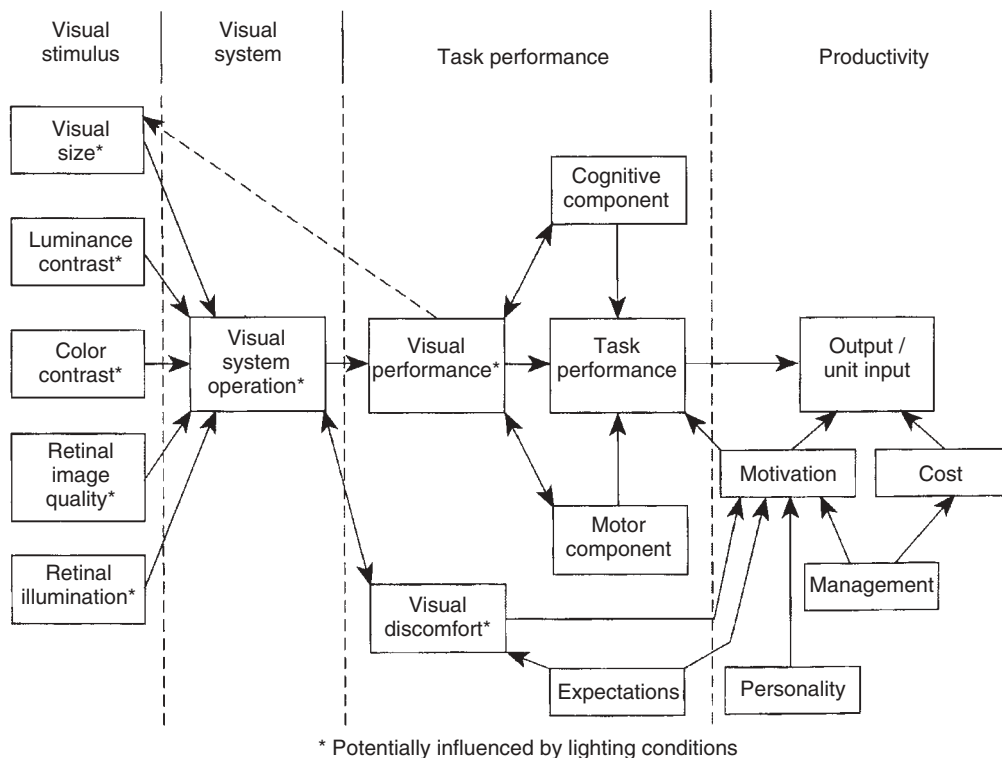 Visual
stimulus
Visual
system
Task performance
Productivity
Visual
size*
Cognitive
component
Luminance
contrast*
Color
contrast*
Visual
system
operation*
Visual
performance*
Task
performance
Output /
unit input
Retinal
image
quality*
Motivation
Cost
Motor
component
Retinal
illumination*
Management
Visual
discomfort*
Expectations
Personality
* Potentially influenced by lighting conditions